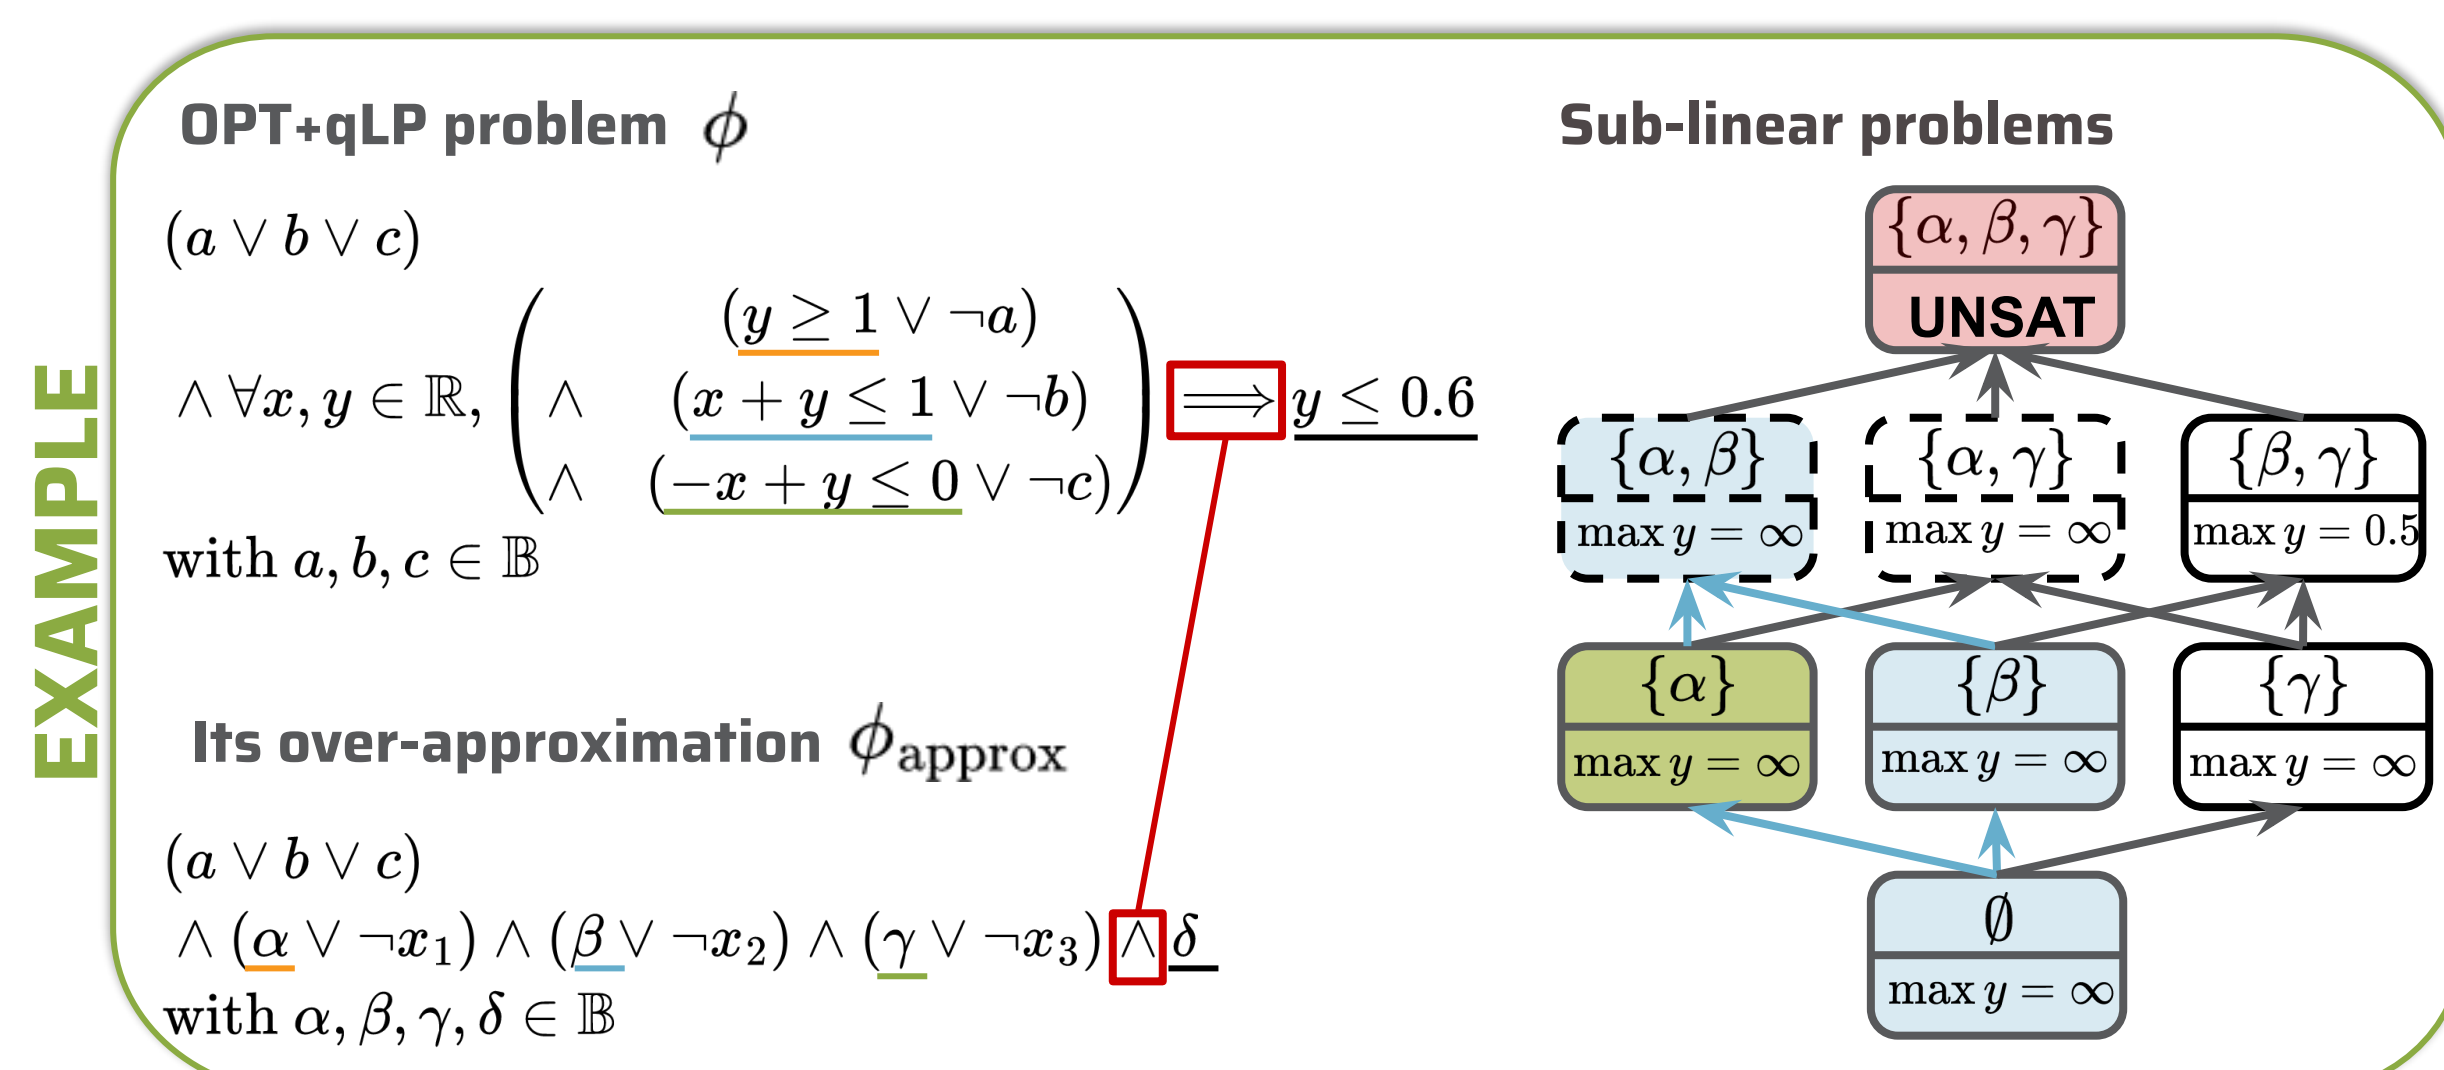 EXAMPLE
OPT+qLP problem ϕ
(a ∨ b ∨ c)
(y ≥ 1 ∨ ¬a)
∧ ∀x, y ∈ ℝ, ( ∧ (x + y ≤ 1 ∨ ¬b) ) ⟹ y ≤ 0.6
∧ (−x + y ≤ 0 ∨ ¬c)
with a, b, c ∈ 𝔹
Its over-approximation ϕapprox
(a ∨ b ∨ c)
∧ (α ∨ ¬x₁) ∧ (β ∨ ¬x₂) ∧ (γ ∨ ¬x₃) ∧ δ
with α, β, γ, δ ∈ 𝔹
Sub-linear problems
{α, β, γ}
UNSAT
{α, β}
max y = ∞
{α, γ}
max y = ∞
{β, γ}
max y = 0.5
{α}
max y = ∞
{β}
max y = ∞
{γ}
max y = ∞
∅
max y = ∞